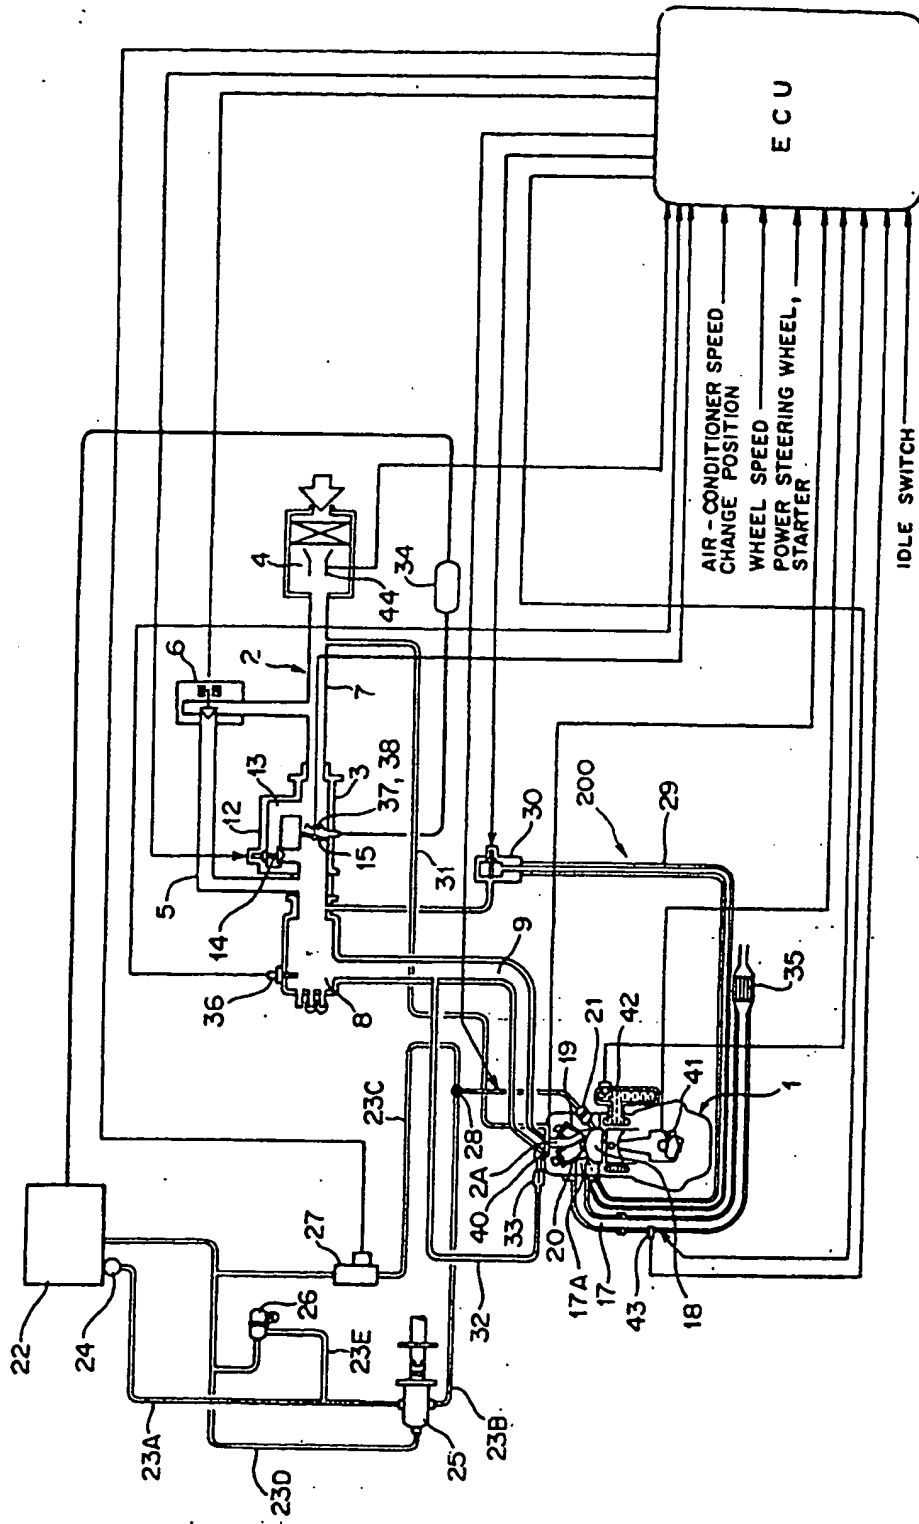 ECU
AIR-CONDITIONER SPEED
CHANGE POSITION
WHEEL SPEED
POWER STEERING WHEEL,
STARTER
IDLE SWITCH
22
24
23A
23D
26
23E
27
25
23B
23C
36
5
14
12
13
6
2
4
44
34
7
3
37, 38
15
31
8
9
30
200
29
35
28
19
21
42
41
1
2A
40
33
20
17A
17
43
18
32